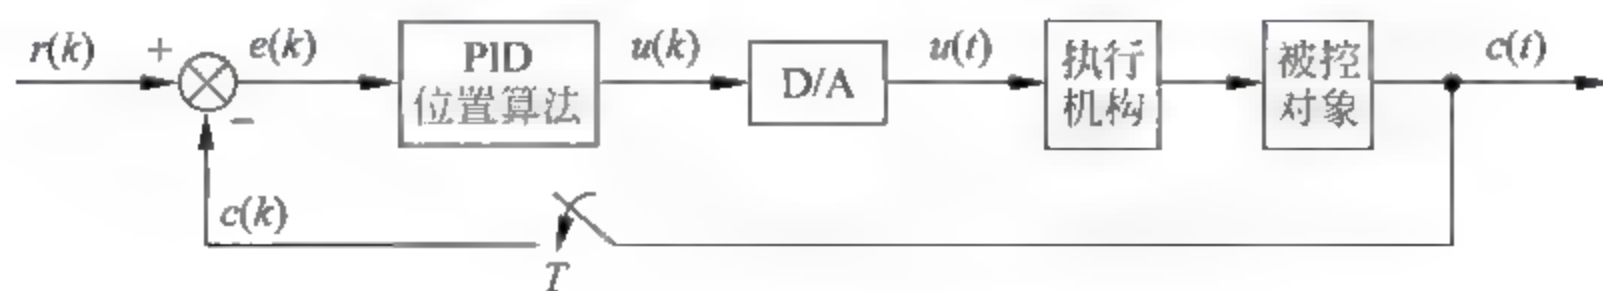 r(k)
+
e(k)
PID
位置算法
u(k)
D/A
u(t)
执行
机构
被控
对象
c(t)
−
c(k)
T